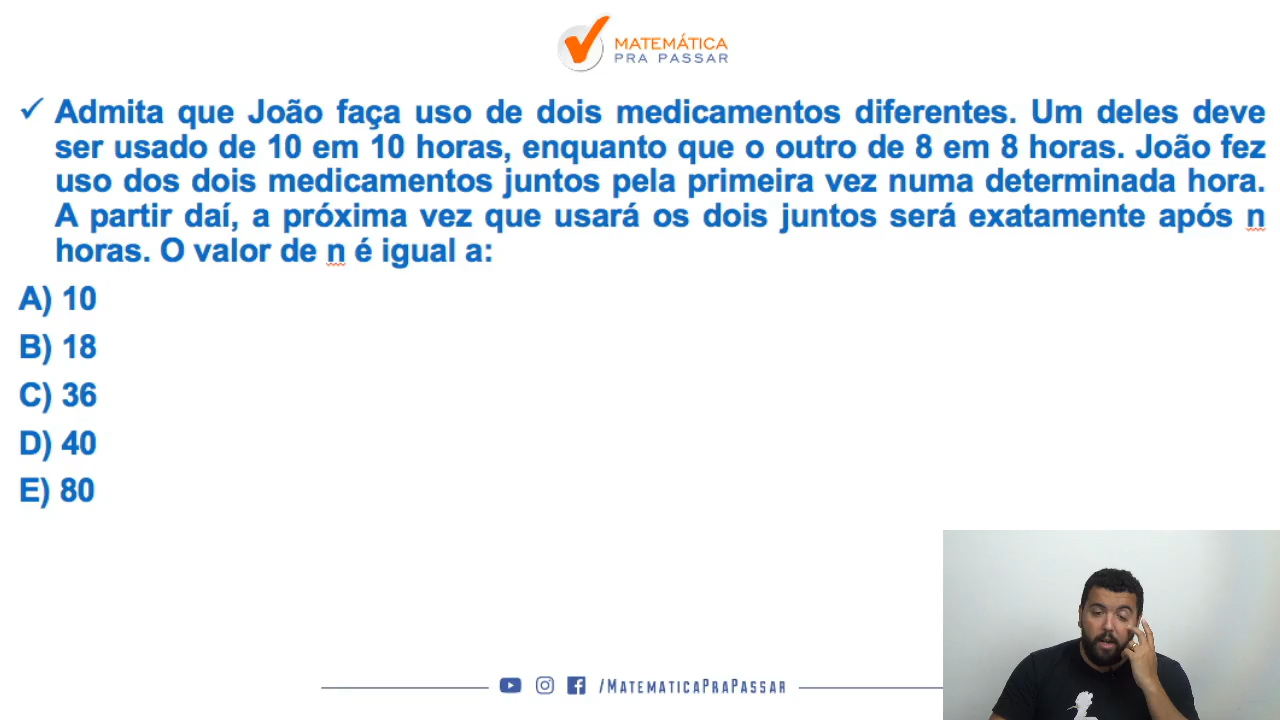 MATEMÁTICA
PRA PASSAR
✓ Admita que João faça uso de dois medicamentos diferentes. Um deles deve
ser usado de 10 em 10 horas, enquanto que o outro de 8 em 8 horas. João fez
uso dos dois medicamentos juntos pela primeira vez numa determinada hora.
A partir daí, a próxima vez que usará os dois juntos será exatamente após n
horas. O valor de n é igual a:
A) 10
B) 18
C) 36
D) 40
E) 80
/MATEMATICAPRAPASSAR